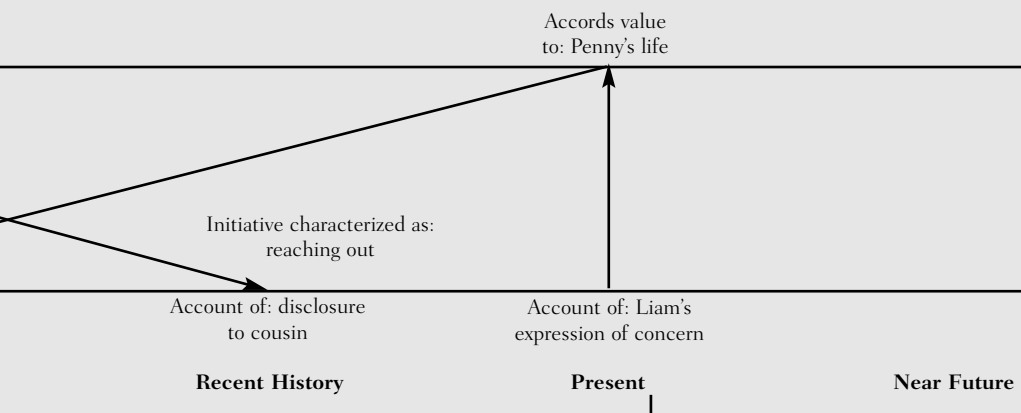 Accords value
to: Penny's life
Initiative characterized as:
reaching out
Account of: disclosure
to cousin
Account of: Liam's
expression of concern
Recent History
Present
Near Future